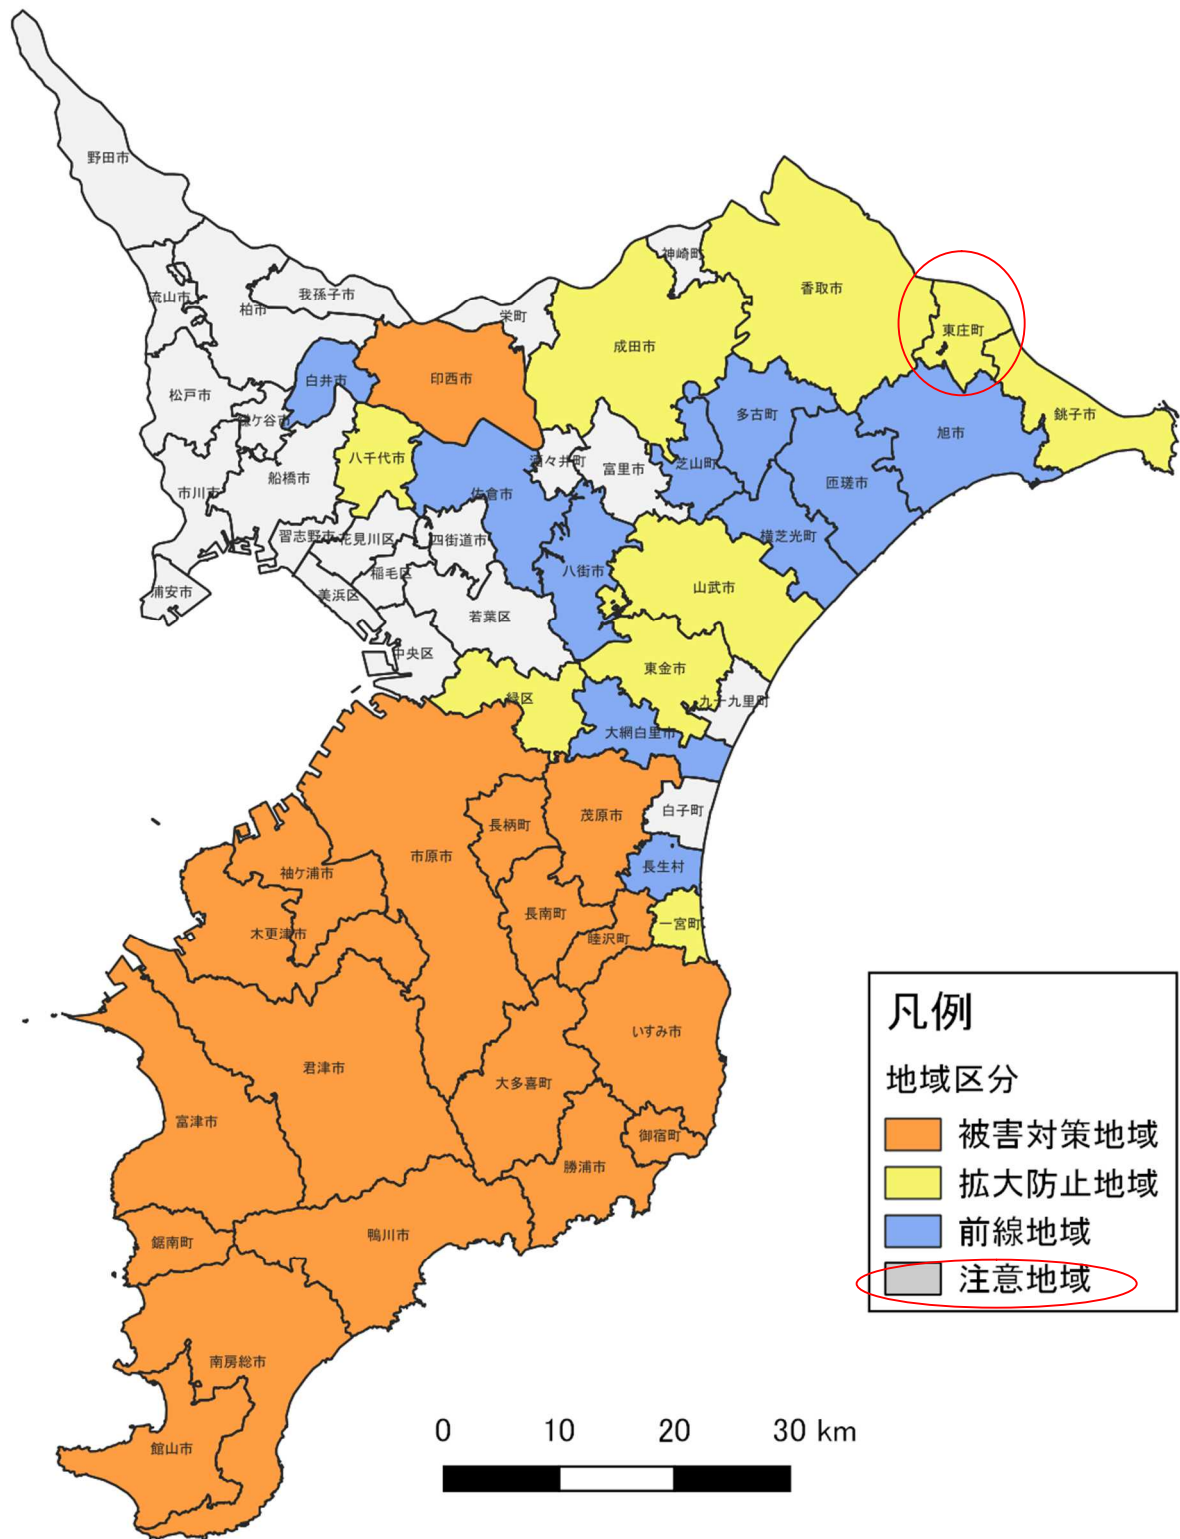 野田市
流山市
柏市
我孫子市
栄町
神崎町
香取市
東庄町
銚子市
成田市
印西市
白井市
松戸市
鎌ケ谷市
船橋市
八千代市
佐倉市
酒々井町
富里市
芝山町
多古町
旭市
匝瑳市
横芝光町
市川市
習志野市
花見川区
四街道市
八街市
稲毛区
美浜区
浦安市
若葉区
中央区
山武市
東金市
緑区
九十九里町
大網白里市
白子町
茂原市
長柄町
市原市
長生村
袖ケ浦市
長南町
一宮町
木更津市
睦沢町
いすみ市
君津市
大多喜町
富津市
御宿町
勝浦市
鋸南町
鴨川市
南房総市
館山市
凡例
地域区分
被害対策地域
拡大防止地域
前線地域
注意地域
0 10 20 30 km